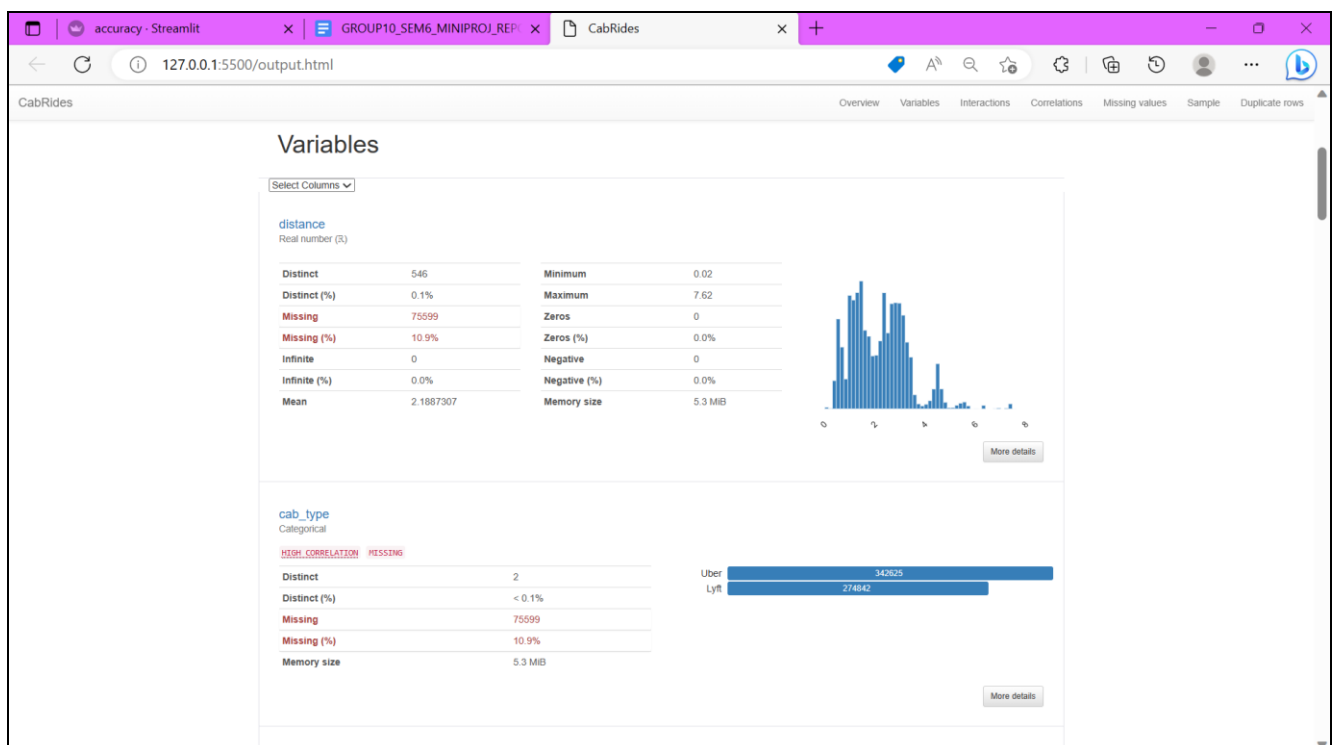 accuracy · Streamlit
GROUP10_SEM6_MINIPROJ_REP
CabRides
127.0.0.1:5500/output.html
CabRides
Overview Variables Interactions Correlations Missing values Sample Duplicate rows
Variables
Select Columns
distance
Real number (ℝ)
Distinct 546 Minimum 0.02
Distinct (%) 0.1% Maximum 7.62
Missing 75599 Zeros 0
Missing (%) 10.9% Zeros (%) 0.0%
Infinite 0 Negative 0
Infinite (%) 0.0% Negative (%) 0.0%
Mean 2.1887307 Memory size 5.3 MiB
0 2 4 6 8
More details
cab_type
Categorical
HIGH CORRELATION MISSING
Distinct 2
Distinct (%) < 0.1%
Missing 75599
Missing (%) 10.9%
Memory size 5.3 MiB
Uber 342625
Lyft 274842
More details